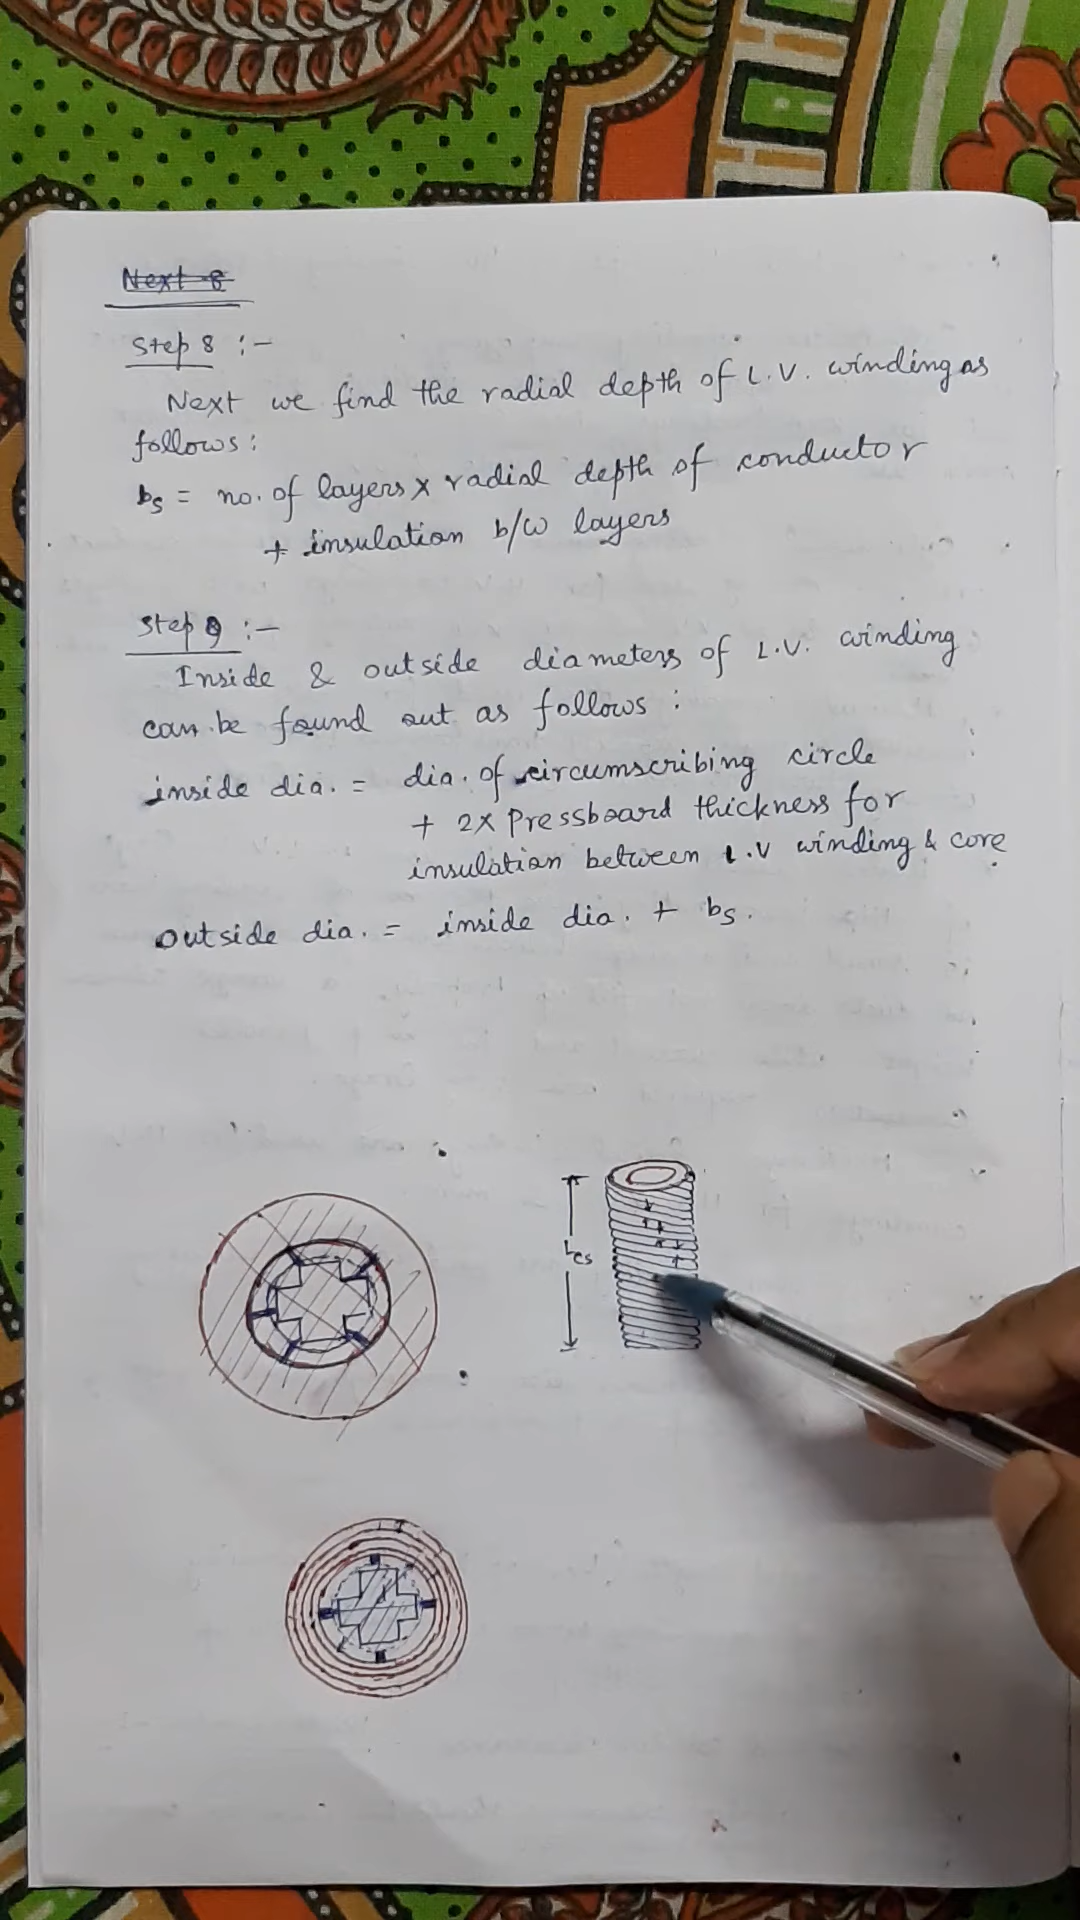 Next 8
Step 8 :-
Next we find the radial depth of L.V. winding as
follows:
bs = no. of layers x radial depth of conductor
+ insulation b/w layers
Step 9 :-
Inside & outside diameters of L.V. winding
can be found out as follows:
inside dia. = dia. of circumscribing circle
+ 2x Pressboard thickness for
insulation between L.V winding & core
outside dia. = inside dia. + bs.
Lcs